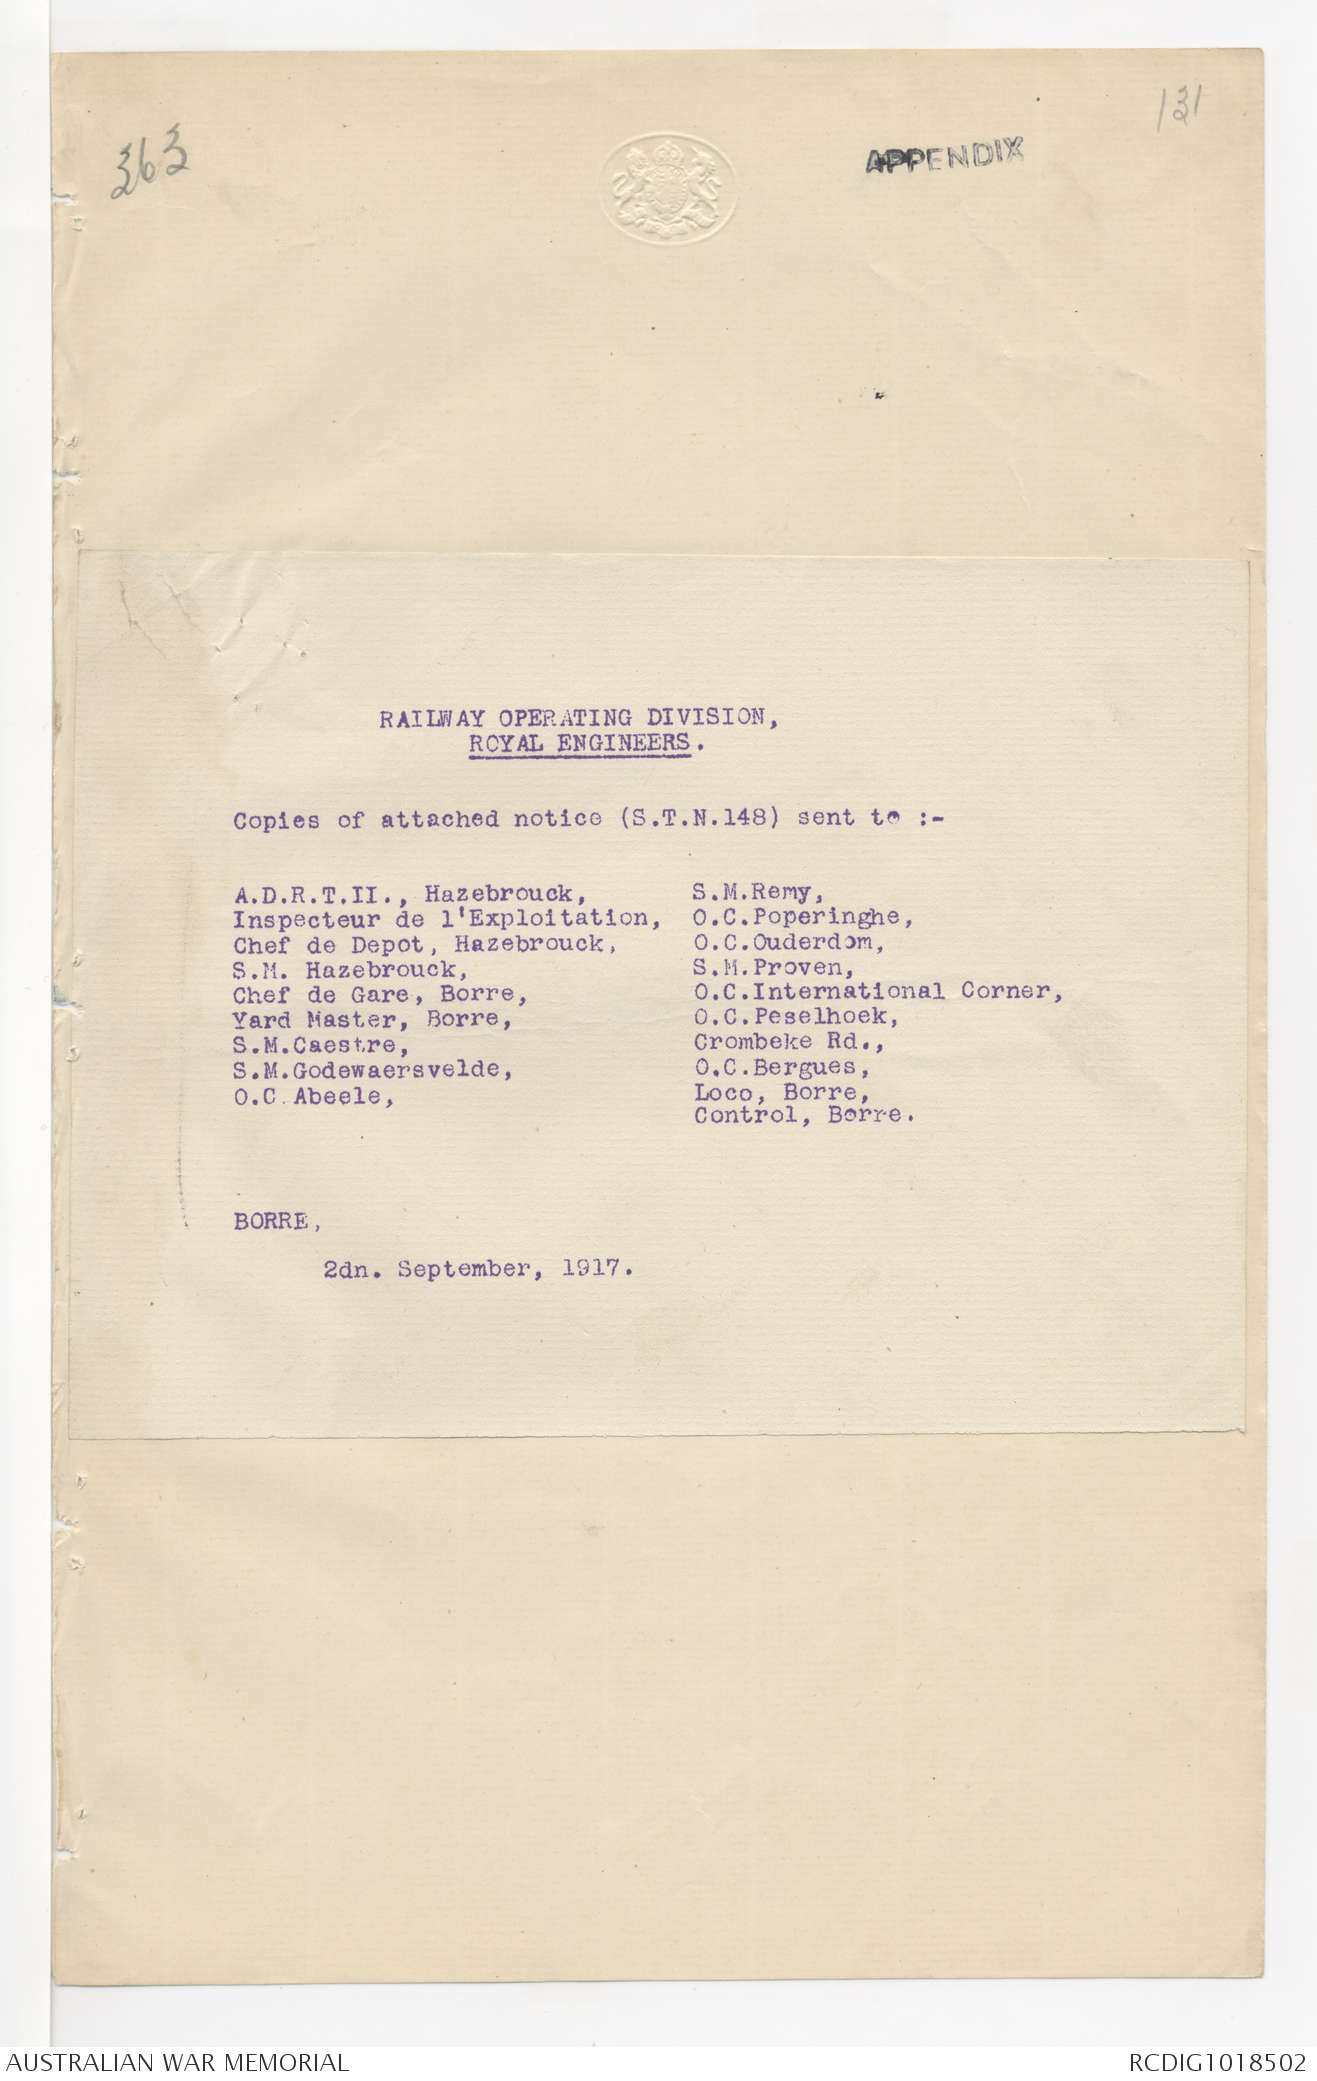 363
131
APPENDIX
RAILWAY OPERATING DIVISION,
ROYAL ENGINEERS.
Copies of attached notice (S.T.N.148) sent to :-
A.D.R.T.II., Hazebrouck,
Inspecteur de l'Exploitation,
Chef de Depot, Hazebrouck,
S.M. Hazebrouck,
Chef de Gare, Borre,
Yard Master, Borre,
S.M.Caestre,
S.M.Godewaersvelde,
O.C.Abeele,
S.M.Remy,
O.C.Poperinghe,
O.C.Ouderdom,
S.M.Proven,
O.C.International Corner,
O.C.Peselhoek,
Crombeke Rd.,
O.C.Bergues,
Loco, Borre,
Control, Borre.
BORRE,
2dn. September, 1917.
AUSTRALIAN WAR MEMORIAL
RCDIG1018502